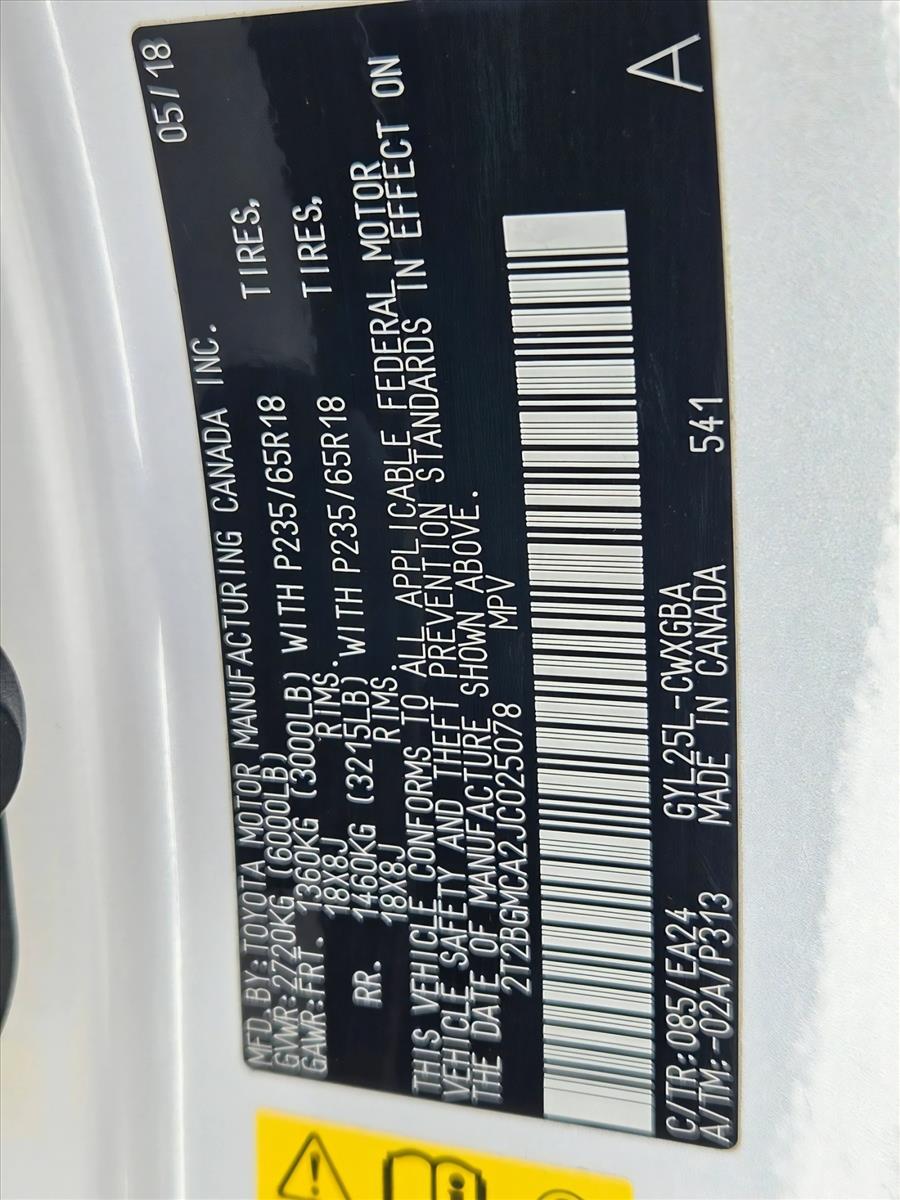 MFD.BY:TOYOTA MOTOR MANUFACTURING CANADA INC. 05/18
GVWR:2720KG (6000LB)
GAWR:FRT. 1360KG (3000LB) WITH P235/65R18 TIRES,
18X8J RIMS.
RR. 1460KG (3215LB) WITH P235/65R18 TIRES,
18X8J RIMS.
THIS VEHICLE CONFORMS TO ALL APPLICABLE FEDERAL MOTOR
VEHICLE SAFETY AND THEFT PREVENTION STANDARDS IN EFFECT ON
THE DATE OF MANUFACTURE SHOWN ABOVE.
2T2BGMCA2JC025078 MPV
C/TR:085/EA24 GYL25L-CWXGBA
A/TM:-02A/P313 MADE IN CANADA 541 A